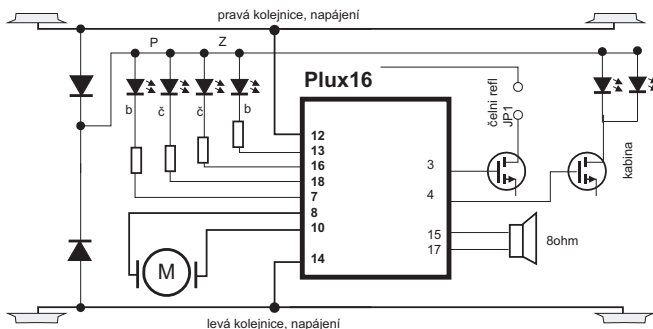 pravá kolejnice, napájení
P Z
Plux16
b č č b
čelni refl
JP1
kabina
12
13
16
18
7
8
10
14
3
4
15
17
M
8ohm
levá kolejnice, napájení